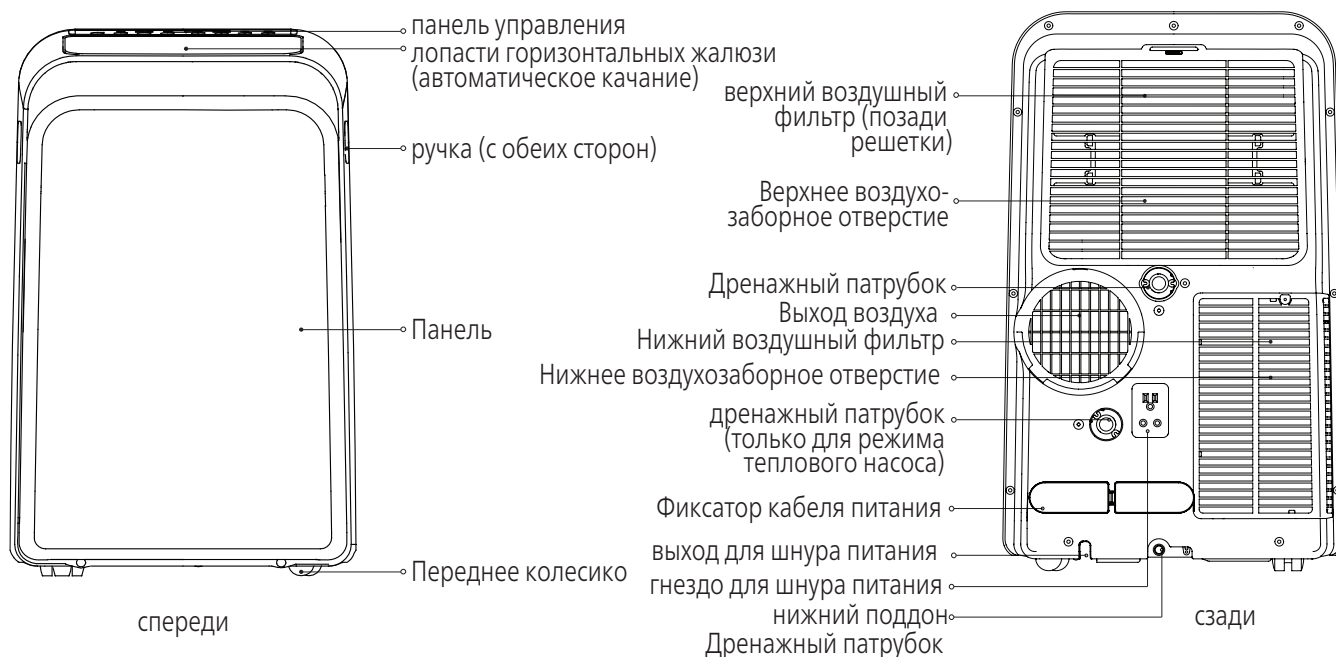 панель управления
лопасти горизонтальных жалюзи
(автоматическое качание)
ручка (с обеих сторон)
Панель
Переднее колесико
спереди
верхний воздушный
фильтр (позади
решетки)
Верхнее воздухо-
заборное отверстие
Дренажный патрубок
Выход воздуха
Нижний воздушный фильтр
Нижнее воздухозаборное отверстие
дренажный патрубок
(только для режима
теплового насоса)
Фиксатор кабеля питания
выход для шнура питания
гнездо для шнура питания
нижний поддон
Дренажный патрубок
сзади